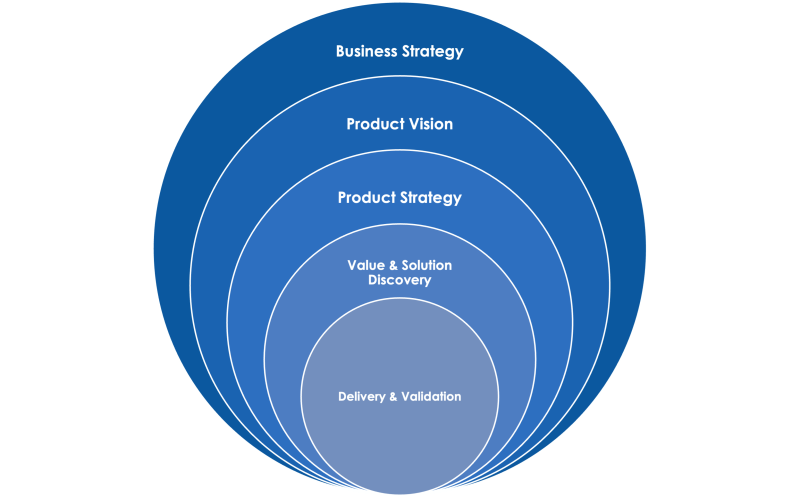 Business Strategy
Product Vision
Product Strategy
Value & Solution
Discovery
Delivery & Validation